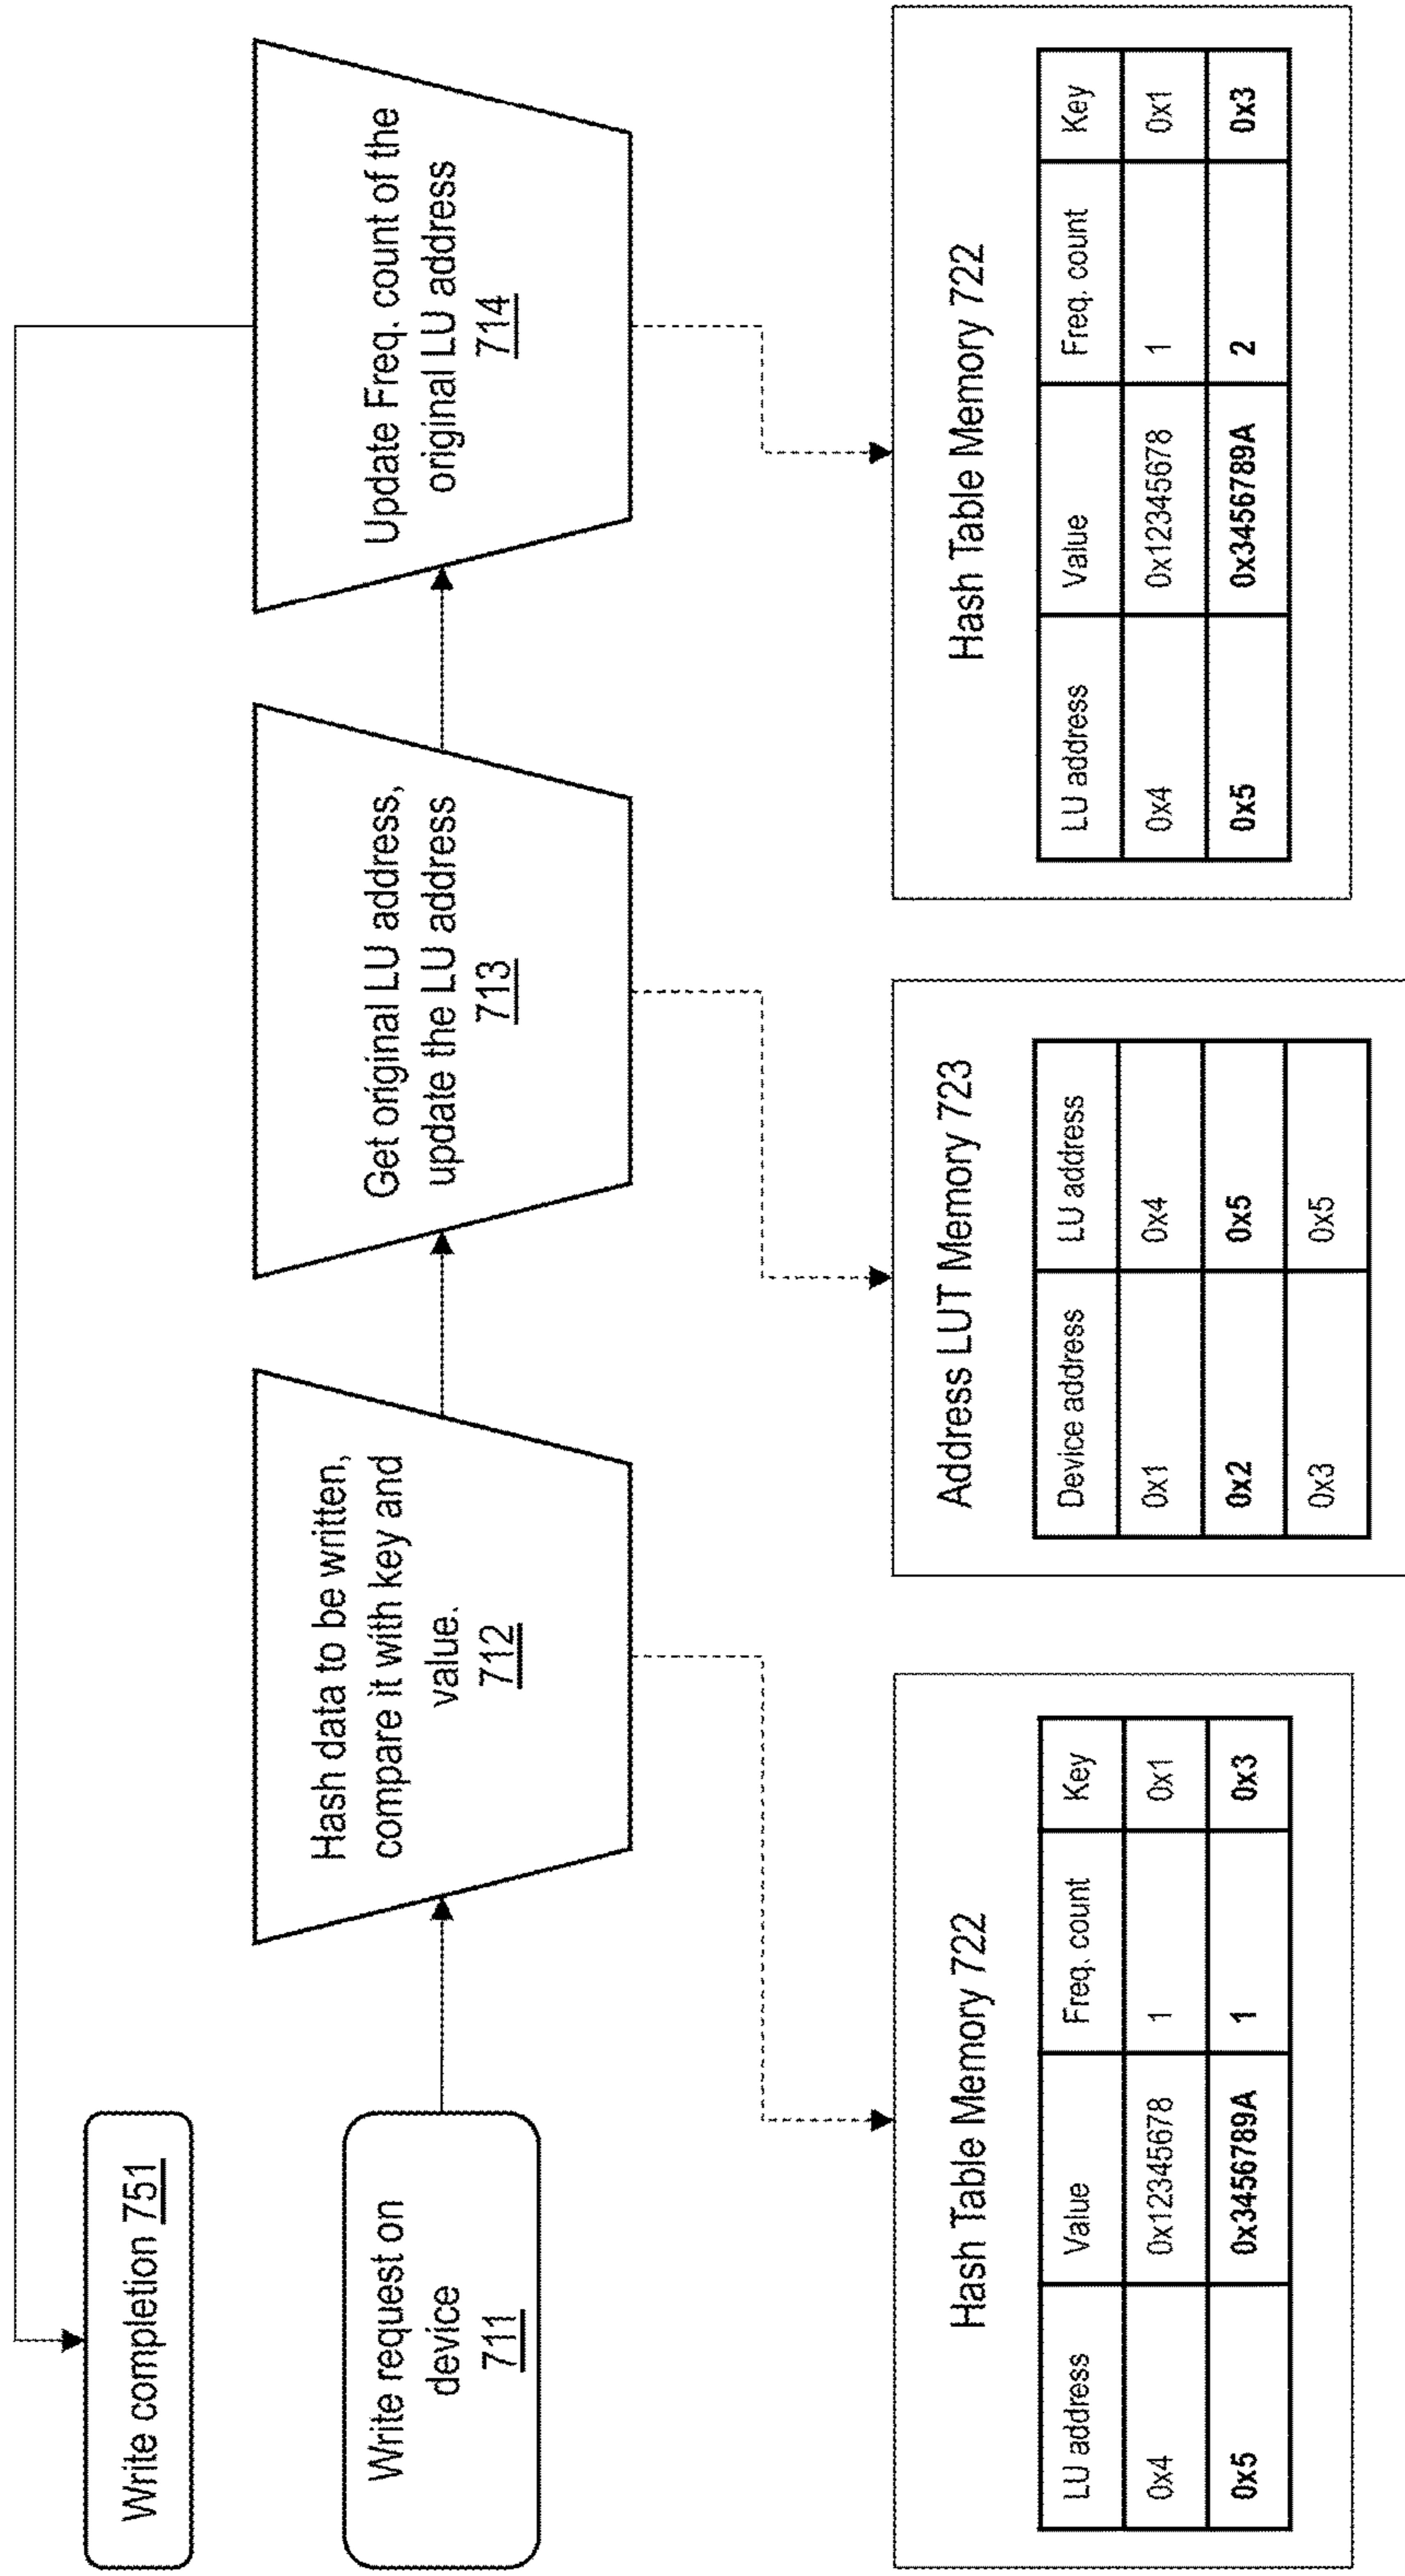 Write completion 751
Write request on
device
711
Hash data to be written,
compare it with key and
value.
712
Get original LU address,
update the LU address
713
Update Freq. count of the
original LU address
714
Hash Table Memory 722
LU address Value Freq. count Key
0x4 0x12345678 1 0x1
0x5 0x3456789A 1 0x3
Address LUT Memory 723
Device address LU address
0x1 0x4
0x2 0x5
0x3 0x5
Hash Table Memory 722
LU address Value Freq. count Key
0x4 0x12345678 1 0x1
0x5 0x3456789A 2 0x3